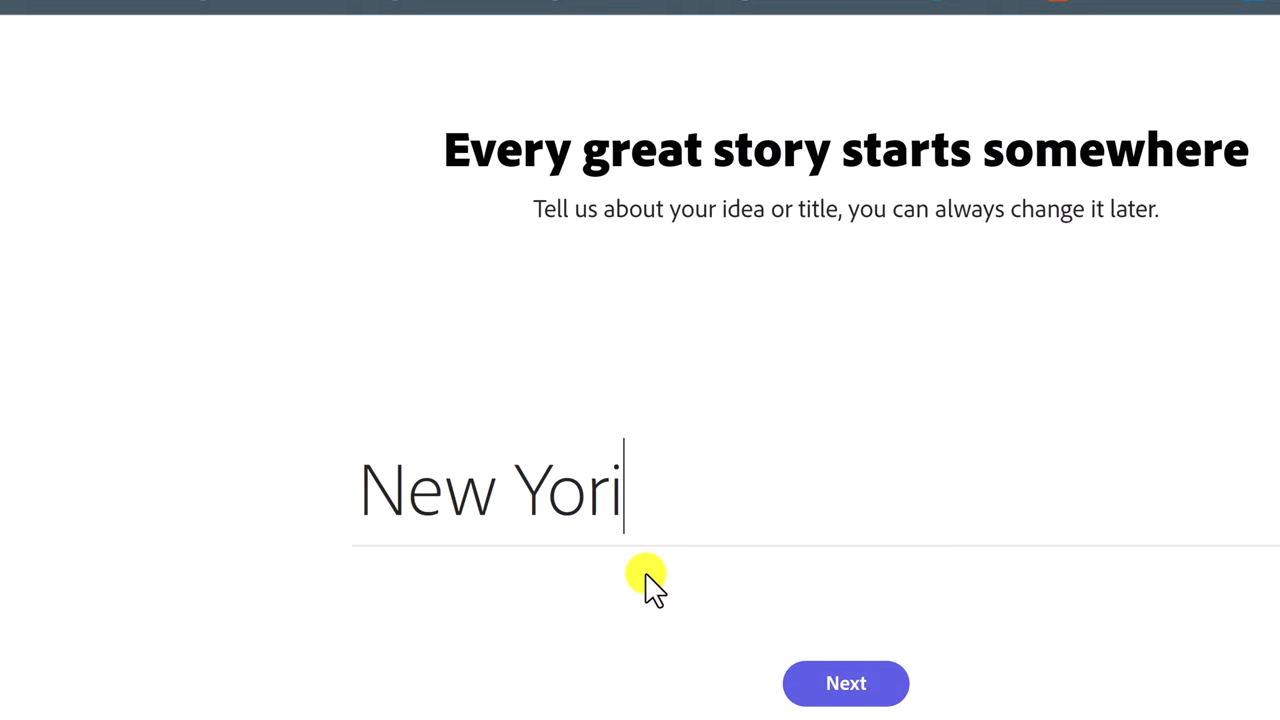 Every great story starts somewhere
Tell us about your idea or title, you can always change it later.
New Yori
Next